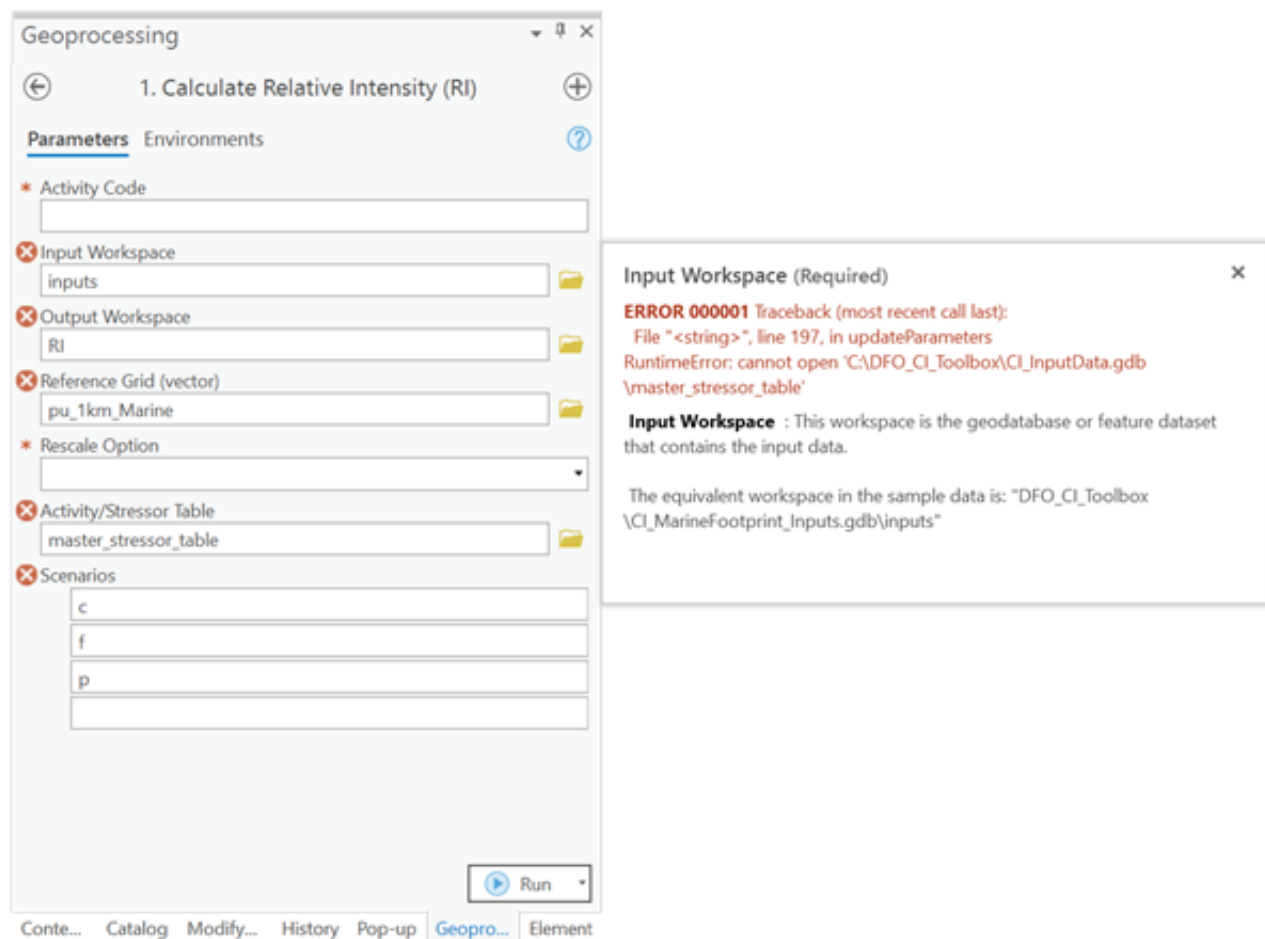 Geoprocessing
1. Calculate Relative Intensity (RI)
Parameters Environments
* Activity Code
Input Workspace
inputs
Output Workspace
RI
Reference Grid (vector)
pu_1km_Marine
* Rescale Option
Activity/Stressor Table
master_stressor_table
Scenarios
c
f
p
Run
Conte... Catalog Modify... History Pop-up Geopro... Element
Input Workspace (Required)
ERROR 000001 Traceback (most recent call last):
File "<string>", line 197, in updateParameters
RuntimeError: cannot open 'C:\DFO_CI_Toolbox\CI_InputData.gdb
\master_stressor_table'
Input Workspace : This workspace is the geodatabase or feature dataset
that contains the input data.
The equivalent workspace in the sample data is: "DFO_CI_Toolbox
\CI_MarineFootprint_Inputs.gdb\inputs"